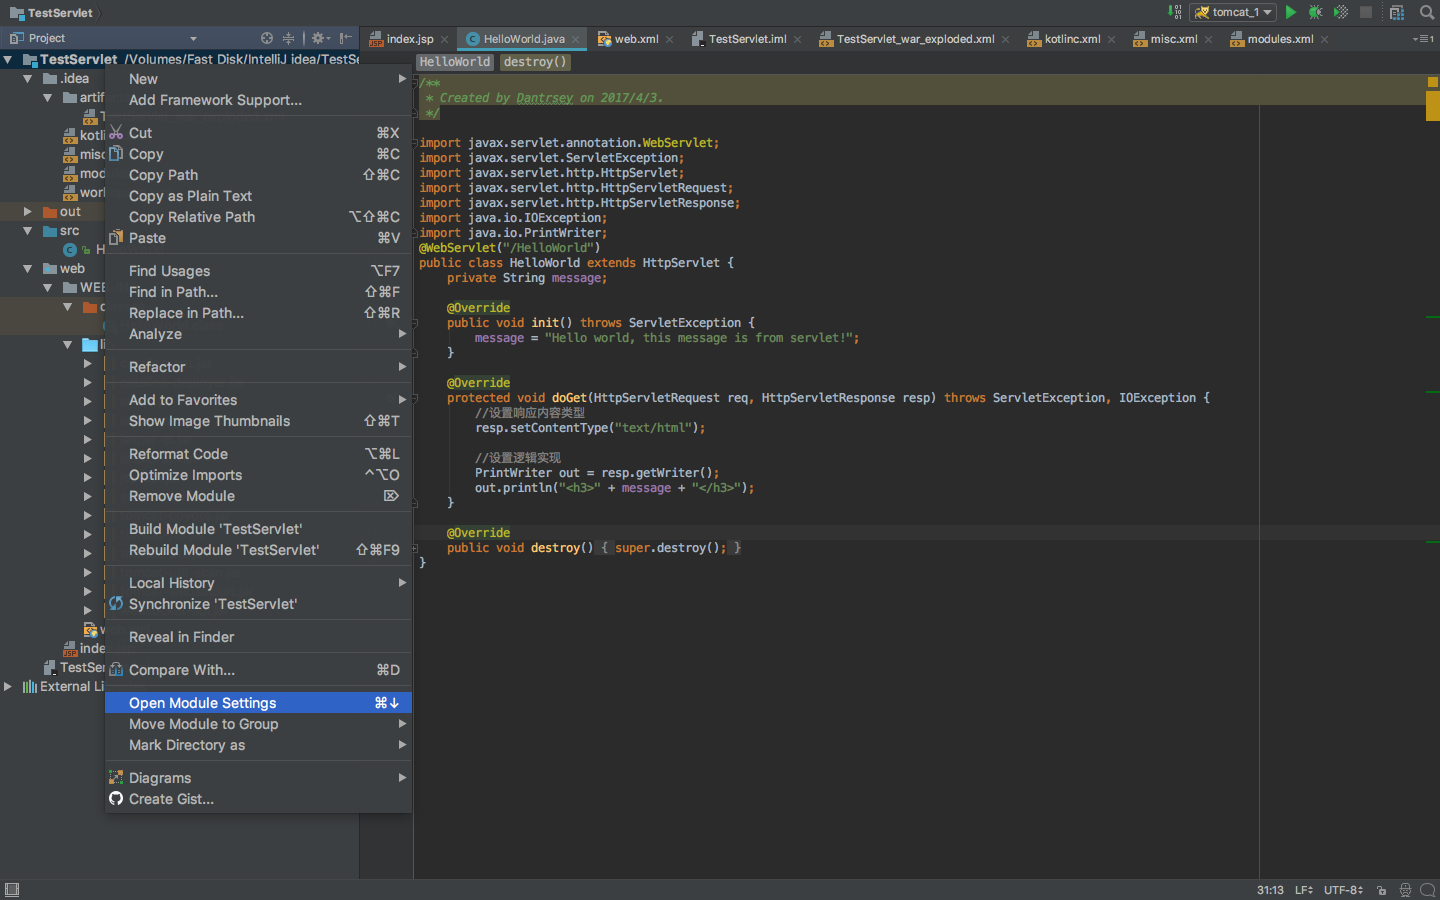 TestServlet
tomcat_1
Project
index.jsp
HelloWorld.java
web.xml
TestServlet.iml
TestServlet_war_exploded.xml
kotlinc.xml
misc.xml
modules.xml
TestServlet /Volumes/Fast Disk/IntelliJ idea/TestSe
.idea
artif
kotli
misc
mod
work
out
src
H
web
WEB
li
w
inde
TestSer
External Li
New
Add Framework Support...
Cut ⌘X
Copy ⌘C
Copy Path ⇧⌘C
Copy as Plain Text
Copy Relative Path ⌥⇧⌘C
Paste ⌘V
Find Usages ⌥F7
Find in Path... ⇧⌘F
Replace in Path... ⇧⌘R
Analyze
Refactor
Add to Favorites
Show Image Thumbnails ⇧⌘T
Reformat Code ⌥⌘L
Optimize Imports ^⌥O
Remove Module ⌦
Build Module 'TestServlet'
Rebuild Module 'TestServlet' ⇧⌘F9
Local History
Synchronize 'TestServlet'
Reveal in Finder
Compare With... ⌘D
Open Module Settings ⌘↓
Move Module to Group
Mark Directory as
Diagrams
Create Gist...
HelloWorld destroy()
/**
* Created by Dantrsey on 2017/4/3.
*/
import javax.servlet.annotation.WebServlet;
import javax.servlet.ServletException;
import javax.servlet.http.HttpServlet;
import javax.servlet.http.HttpServletRequest;
import javax.servlet.http.HttpServletResponse;
import java.io.IOException;
import java.io.PrintWriter;
@WebServlet("/HelloWorld")
public class HelloWorld extends HttpServlet {
private String message;
@Override
public void init() throws ServletException {
message = "Hello world, this message is from servlet!";
}
@Override
protected void doGet(HttpServletRequest req, HttpServletResponse resp) throws ServletException, IOException {
//设置响应内容类型
resp.setContentType("text/html");
//设置逻辑实现
PrintWriter out = resp.getWriter();
out.println("<h3>" + message + "</h3>");
}
@Override
public void destroy() { super.destroy(); }
}
31:13 LF UTF-8